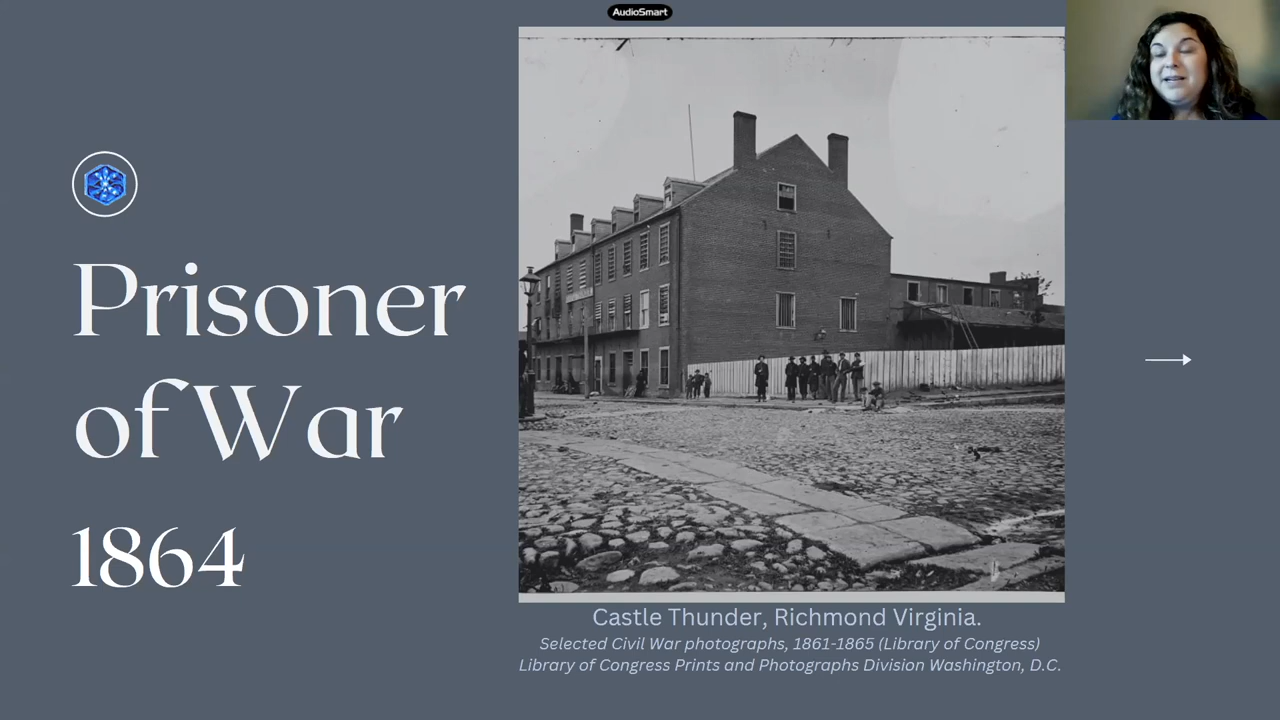 AudioSmart
Prisoner
of War
1864
Castle Thunder, Richmond Virginia.
Selected Civil War photographs, 1861-1865 (Library of Congress)
Library of Congress Prints and Photographs Division Washington, D.C.